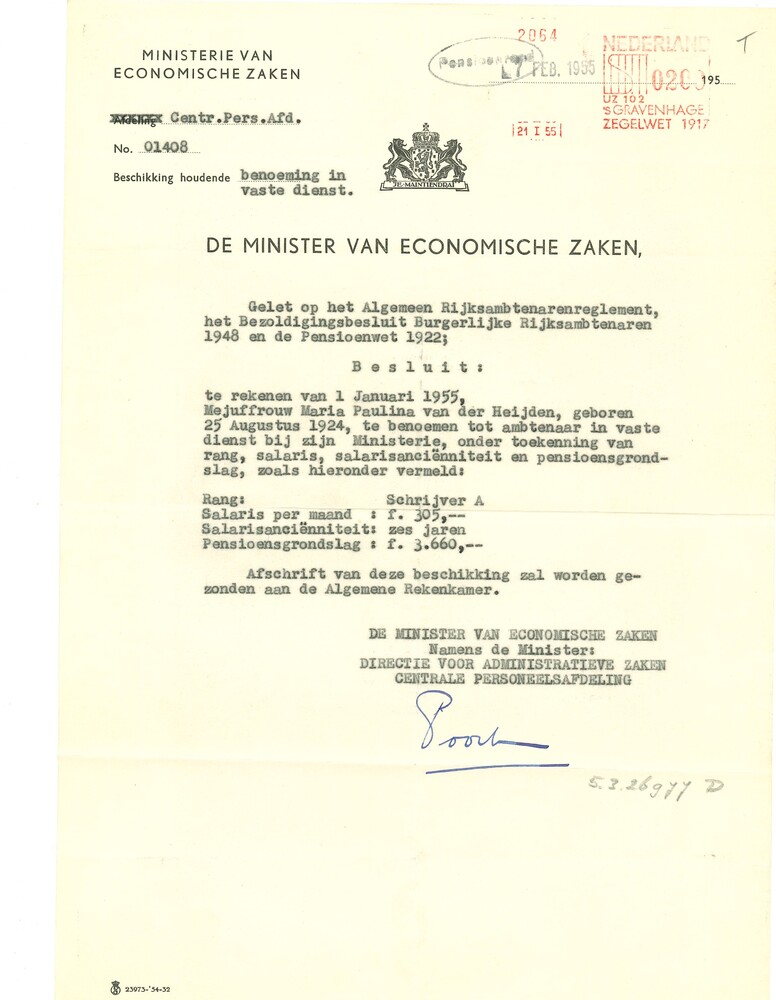 MINISTERIE VAN
ECONOMISCHE ZAKEN
2064
Pensioenraad
7 FEB. 1955
NEDERLAND
0200
195
UZ 102
'SGRAVENHAGE
ZEGELWET 1917
21 I 55
T
Afdeling Centr.Pers.Afd.
No. 01408
Beschikking houdende benoeming in
vaste dienst.
JE MAINTIENDRAI
DE MINISTER VAN ECONOMISCHE ZAKEN,
Gelet op het Algemeen Rijksambtenarenreglement,
het Bezoldigingsbesluit Burgerlijke Rijksambtenaren
1948 en de Pensioenwet 1922;
B e s l u i t :
te rekenen van 1 Januari 1955,
Mejuffrouw Maria Paulina van der Heijden, geboren
25 Augustus 1924, te benoemen tot ambtenaar in vaste
dienst bij zijn Ministerie, onder toekenning van
rang, salaris, salarisanciënniteit en pensioensgrond-
slag, zoals hieronder vermeld:
Rang: Schrijver A
Salaris per maand : f. 305,--
Salarisanciënniteit: zes jaren
Pensioensgrondslag : f. 3.660,--
Afschrift van deze beschikking zal worden ge-
zonden aan de Algemene Rekenkamer.
DE MINISTER VAN ECONOMISCHE ZAKEN
Namens de Minister:
DIRECTIE VOOR ADMINISTRATIEVE ZAKEN
CENTRALE PERSONEELSAFDELING
5.3.26977 D
23973-'54-32